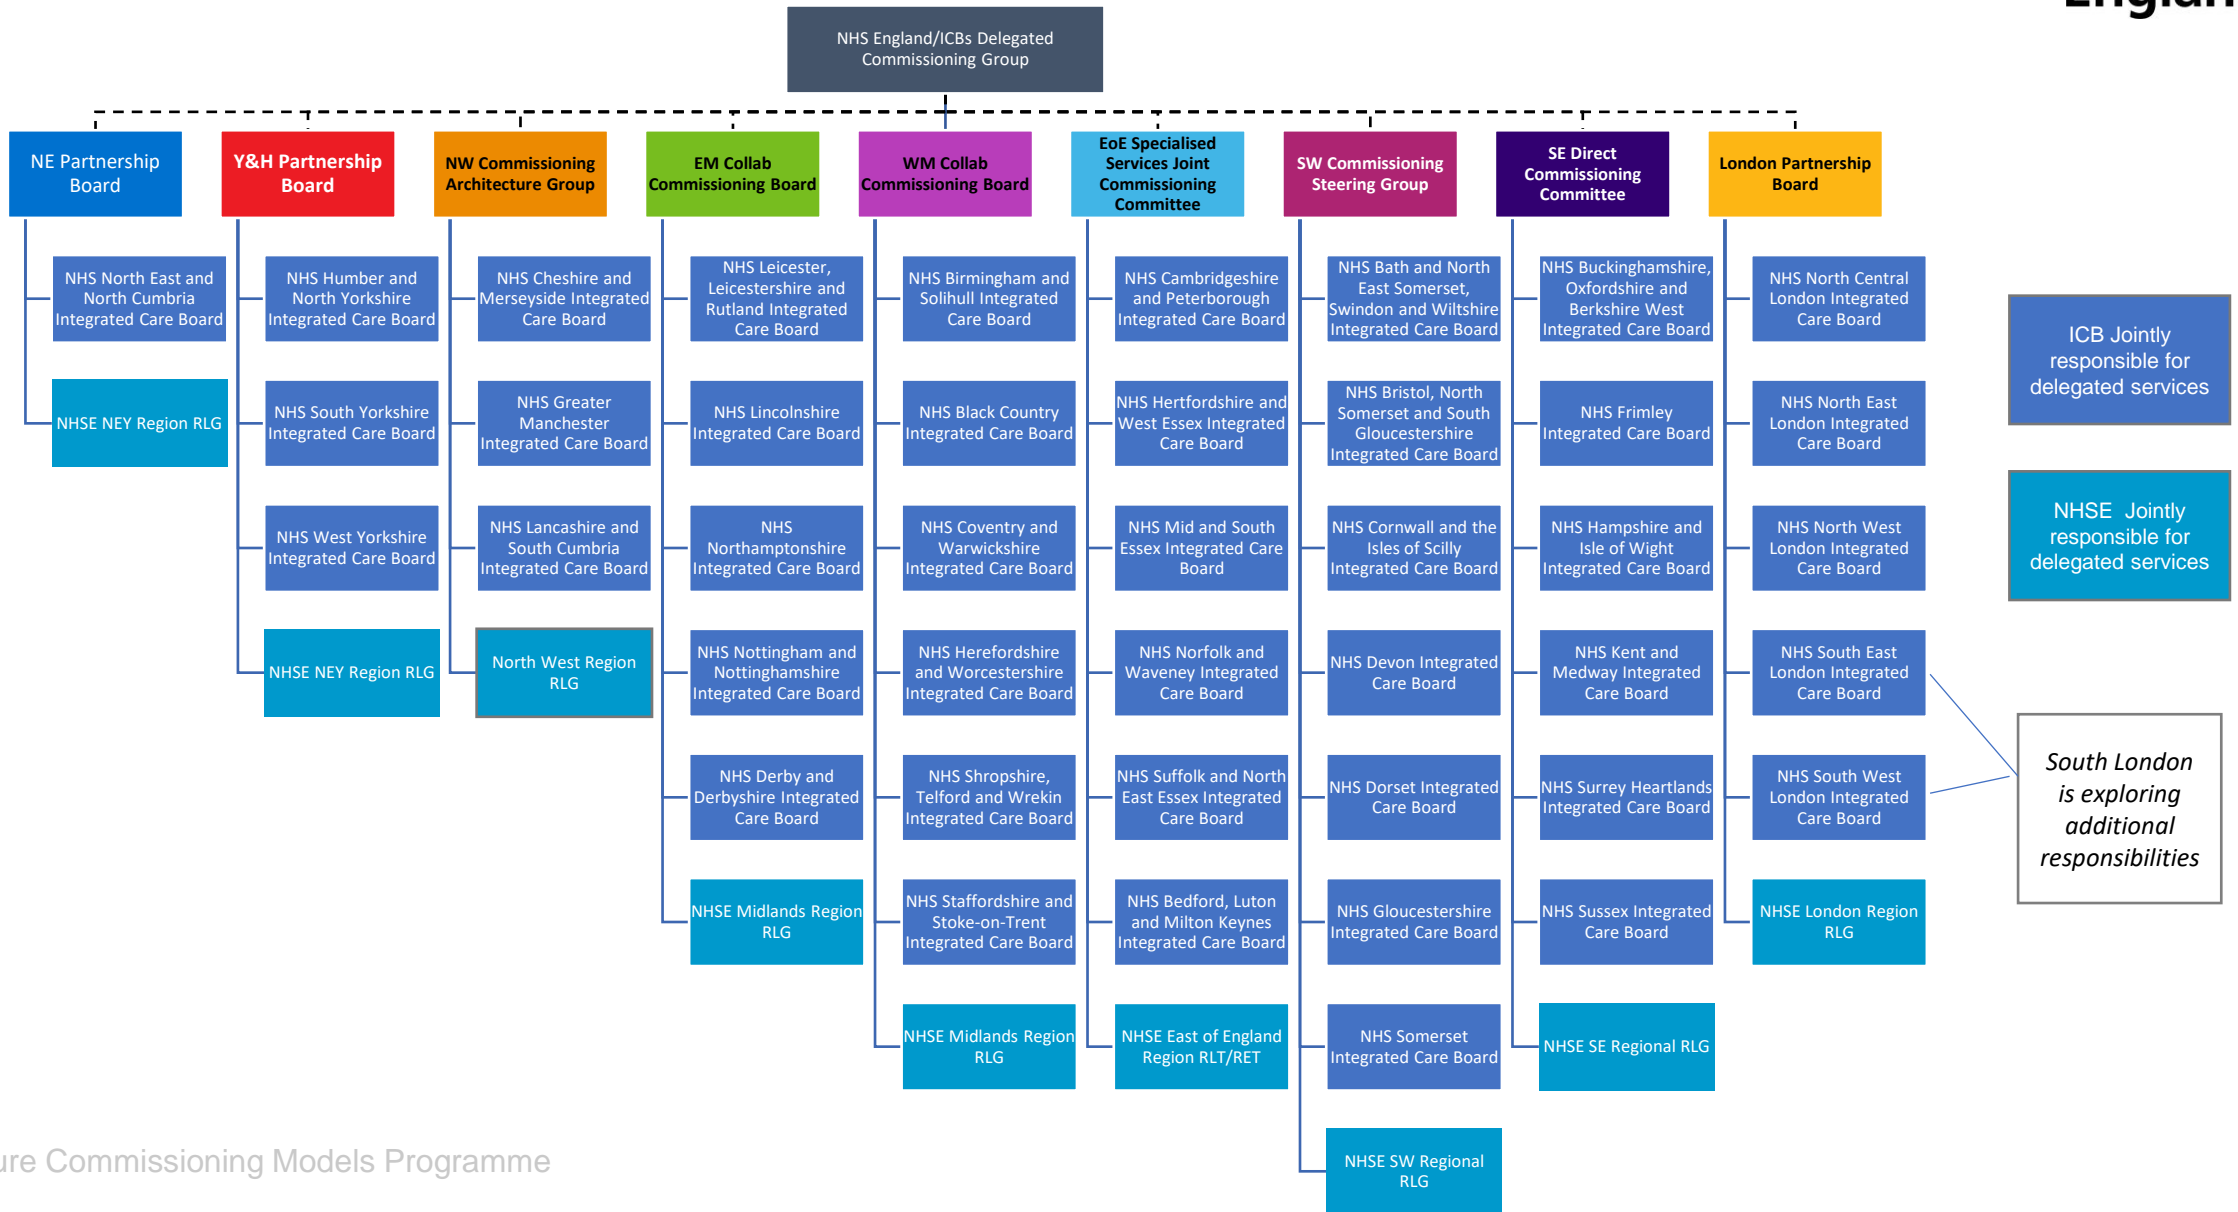 NHS England/ICBs Delegated
Commissioning Group
NE Partnership
Board
Y&H Partnership
Board
NW Commissioning
Architecture Group
EM Collab
Commissioning Board
WM Collab
Commissioning Board
EoE Specialised
Services Joint
Commissioning
Committee
SW Commissioning
Steering Group
SE Direct
Commissioning
Committee
London Partnership
Board
NHS North East and
North Cumbria
Integrated Care Board
NHSE NEY Region RLG
NHS Humber and
North Yorkshire
Integrated Care Board
NHS South Yorkshire
Integrated Care Board
NHS West Yorkshire
Integrated Care Board
NHSE NEY Region RLG
NHS Cheshire and
Merseyside Integrated
Care Board
NHS Greater
Manchester
Integrated Care Board
NHS Lancashire and
South Cumbria
Integrated Care Board
North West Region
RLG
NHS Leicester,
Leicestershire and
Rutland Integrated
Care Board
NHS Lincolnshire
Integrated Care Board
NHS
Northamptonshire
Integrated Care Board
NHS Nottingham and
Nottinghamshire
Integrated Care Board
NHS Derby and
Derbyshire Integrated
Care Board
NHSE Midlands Region
RLG
NHS Birmingham and
Solihull Integrated
Care Board
NHS Black Country
Integrated Care Board
NHS Coventry and
Warwickshire
Integrated Care Board
NHS Herefordshire
and Worcestershire
Integrated Care Board
NHS Shropshire,
Telford and Wrekin
Integrated Care Board
NHS Staffordshire and
Stoke-on-Trent
Integrated Care Board
NHSE Midlands Region
RLG
NHS Cambridgeshire
and Peterborough
Integrated Care Board
NHS Hertfordshire and
West Essex Integrated
Care Board
NHS Mid and South
Essex Integrated Care
Board
NHS Norfolk and
Waveney Integrated
Care Board
NHS Suffolk and North
East Essex Integrated
Care Board
NHS Bedford, Luton
and Milton Keynes
Integrated Care Board
NHSE East of England
Region RLT/RET
NHS Bath and North
East Somerset,
Swindon and Wiltshire
Integrated Care Board
NHS Bristol, North
Somerset and South
Gloucestershire
Integrated Care Board
NHS Cornwall and the
Isles of Scilly
Integrated Care Board
NHS Devon Integrated
Care Board
NHS Dorset Integrated
Care Board
NHS Gloucestershire
Integrated Care Board
NHS Somerset
Integrated Care Board
NHSE SW Regional
RLG
NHS Buckinghamshire,
Oxfordshire and
Berkshire West
Integrated Care Board
NHS Frimley
Integrated Care Board
NHS Hampshire and
Isle of Wight
Integrated Care Board
NHS Kent and
Medway Integrated
Care Board
NHS Surrey Heartlands
Integrated Care Board
NHS Sussex Integrated
Care Board
NHSE SE Regional RLG
NHS North Central
London Integrated
Care Board
NHS North East
London Integrated
Care Board
NHS North West
London Integrated
Care Board
NHS South East
London Integrated
Care Board
NHS South West
London Integrated
Care Board
NHSE London Region
RLG
ICB Jointly
responsible for
delegated services
NHSE Jointly
responsible for
delegated services
South London
is exploring
additional
responsibilities
ure Commissioning Models Programme